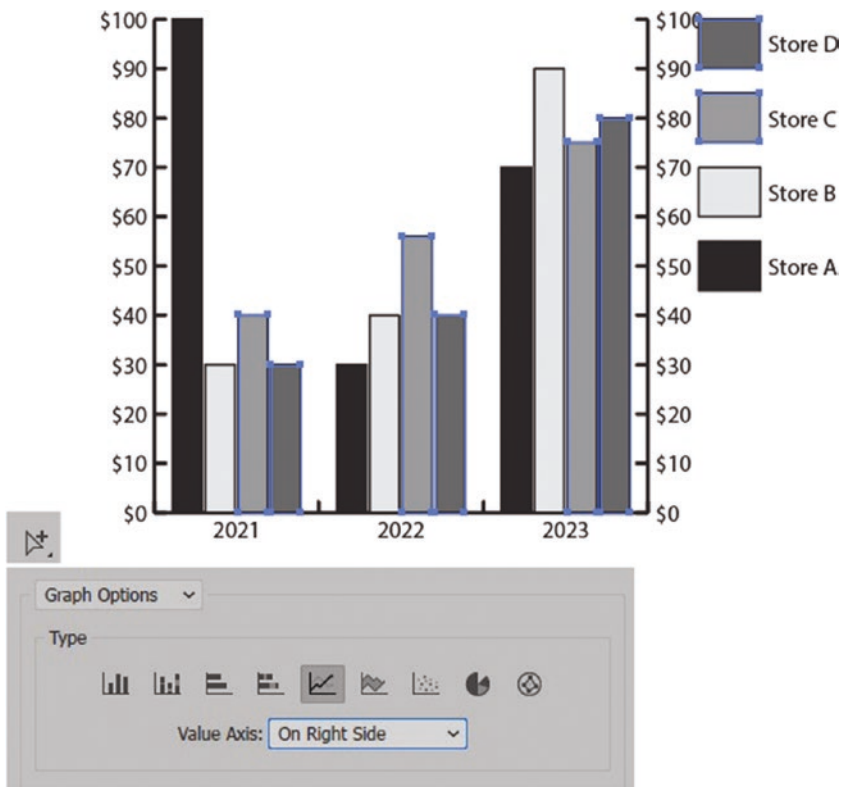 $100
$90
$80
$70
$60
$50
$40
$30
$20
$10
$0
2021 2022 2023
$100
$90
$80
$70
$60
$50
$40
$30
$20
$10
$0
Store D
Store C
Store B
Store A
Graph Options
Type
Value Axis: On Right Side